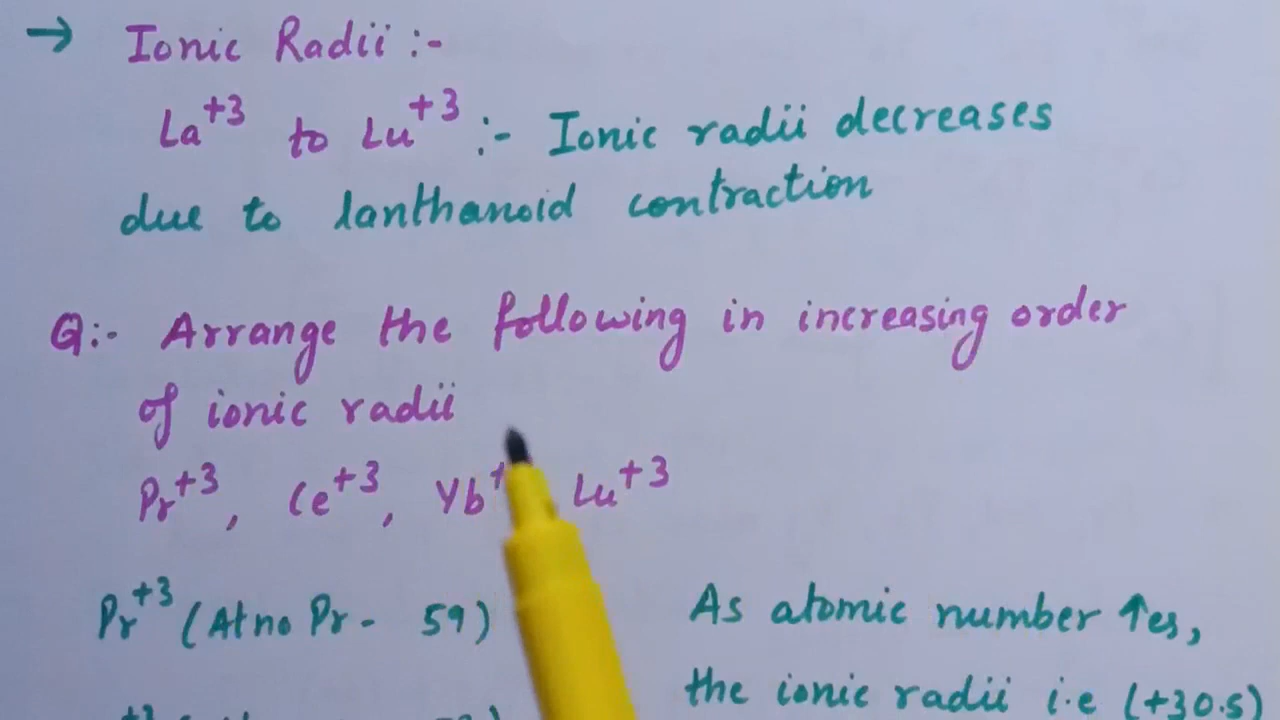 → Ionic Radii :-
La+3 to Lu+3 :- Ionic radii decreases
due to lanthanoid contraction
Q:- Arrange the following in increasing order
of ionic radii
Pr+3, Ce+3, Yb+ Lu+3
Pr+3 (At no Pr - 59)
As atomic number ↑es,
the ionic radii i.e (+30.s)